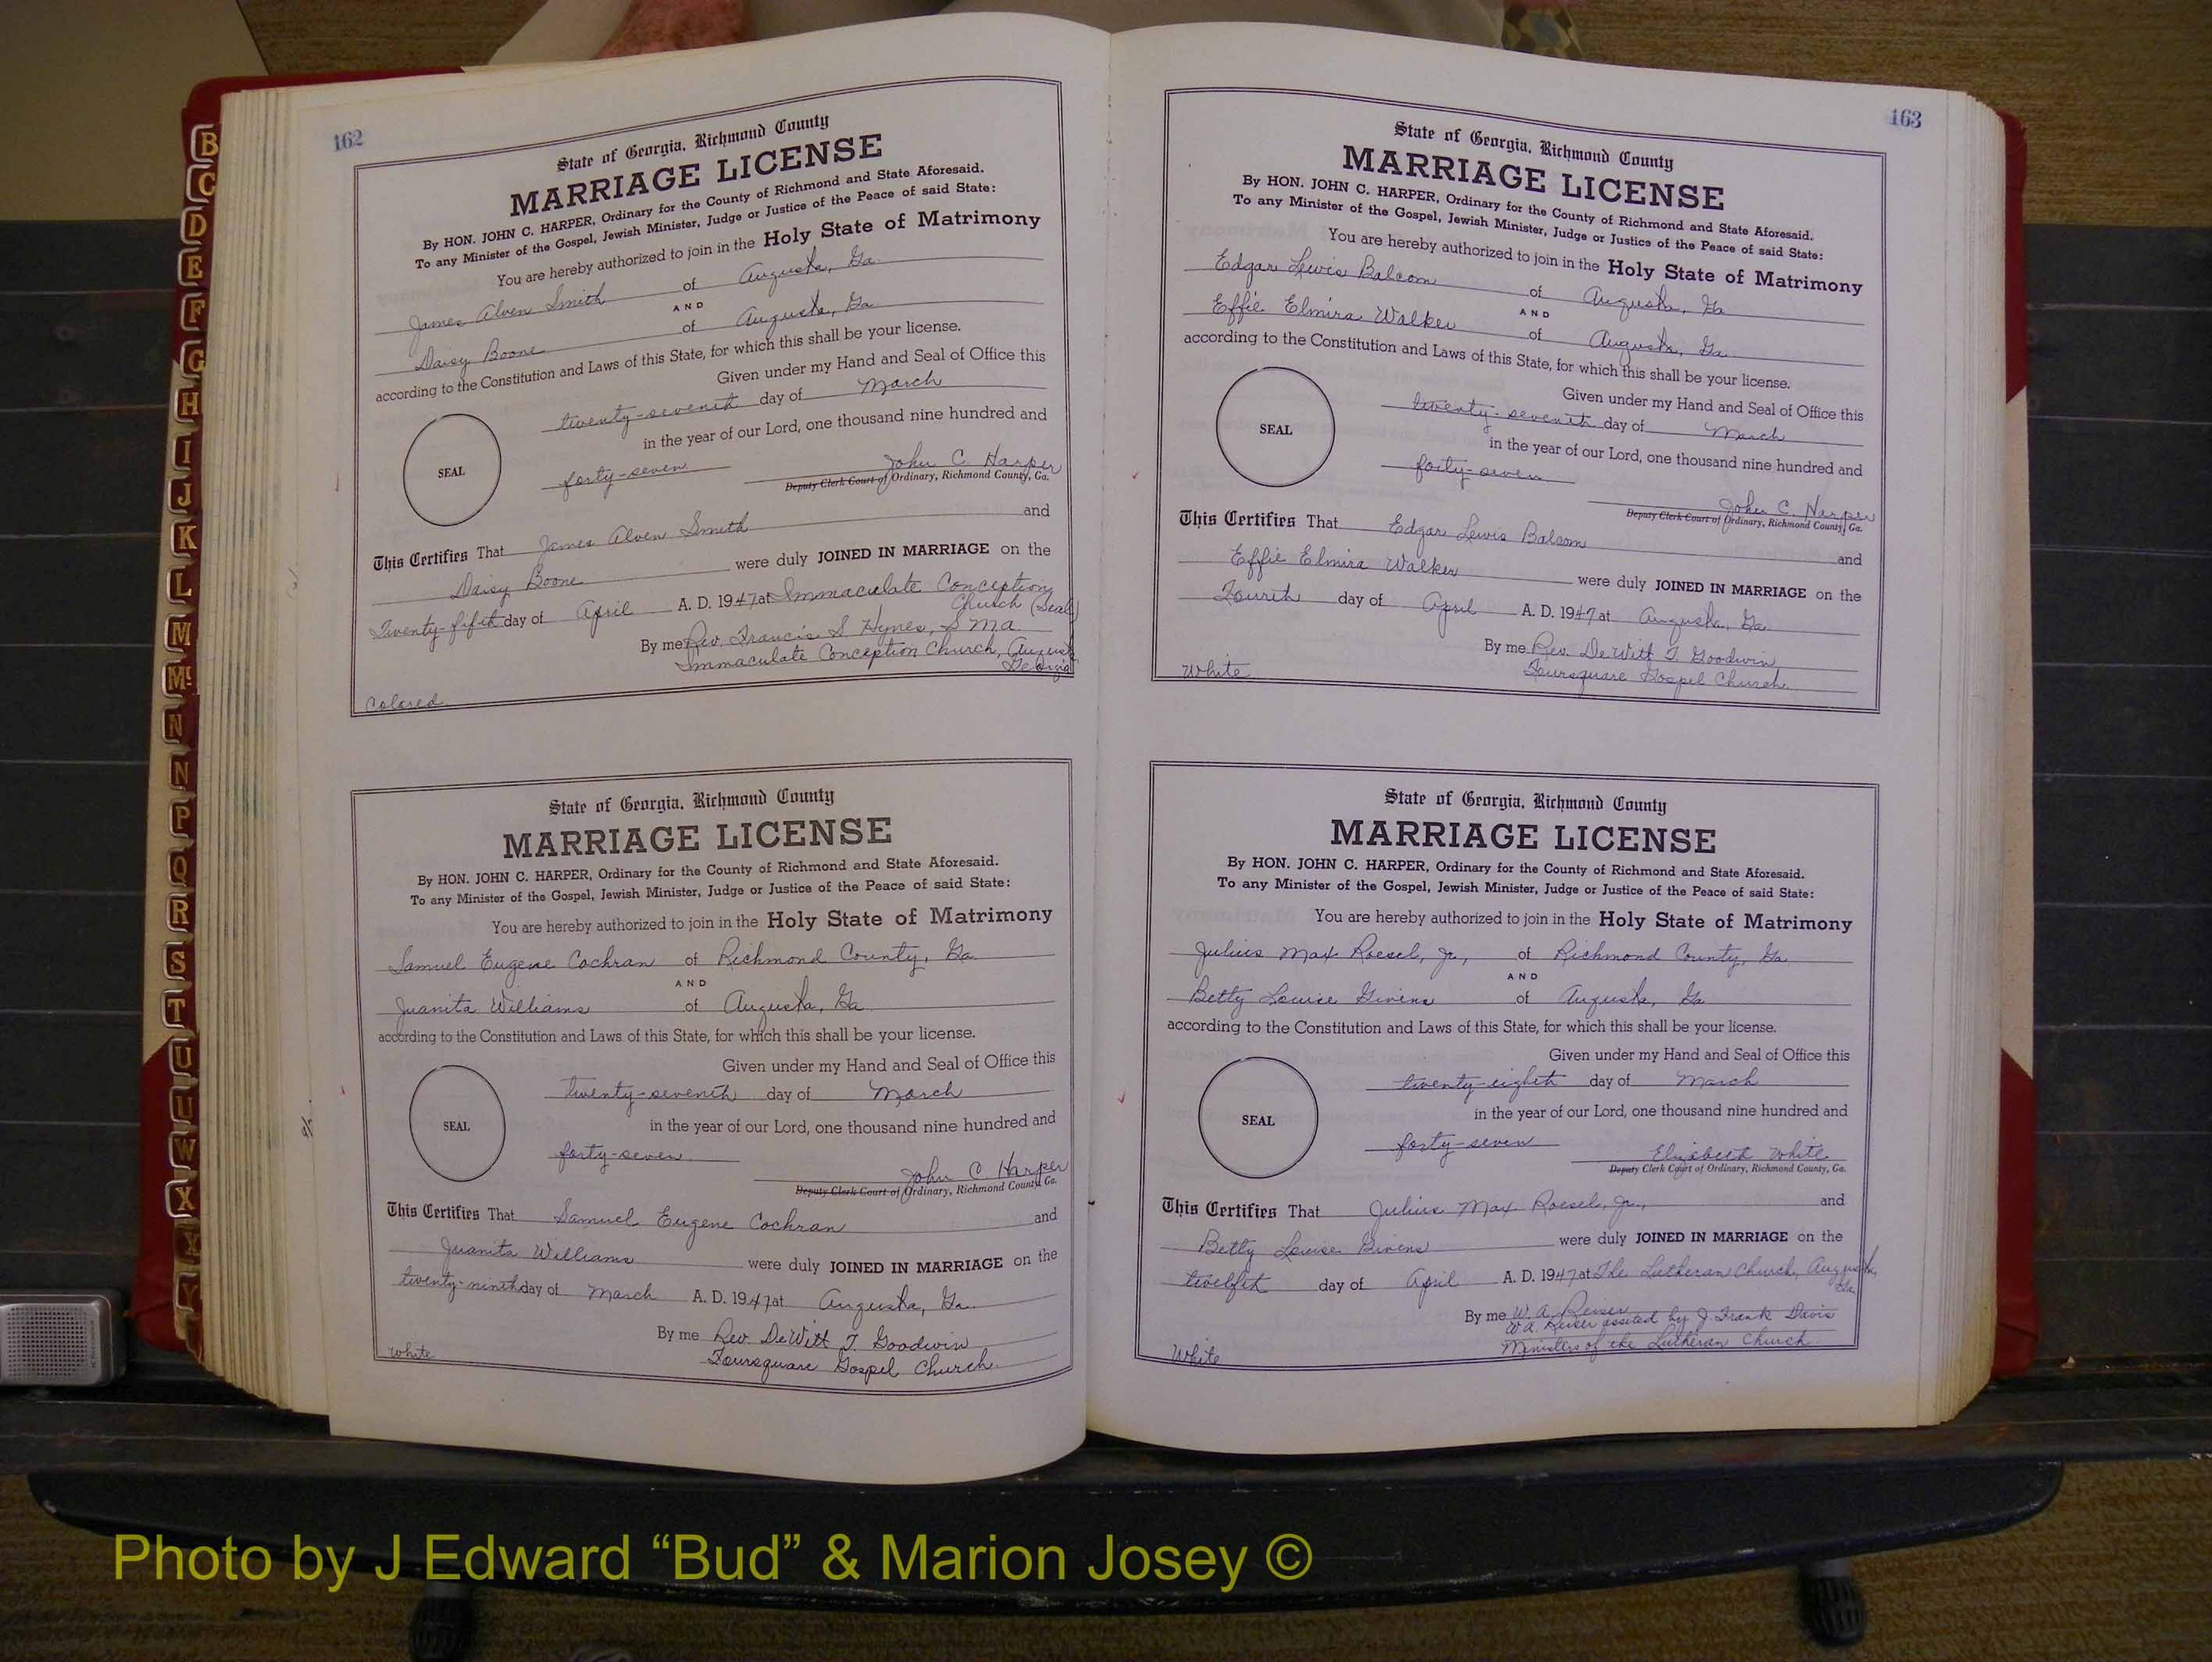 162
State of Georgia, Richmond County
MARRIAGE LICENSE
By HON. JOHN C. HARPER, Ordinary for the County of Richmond and State Aforesaid.
To any Minister of the Gospel, Jewish Minister, Judge or Justice of the Peace of said State:
You are hereby authorized to join in the Holy State of Matrimony
James Alven Smith of Augusta, Ga.
AND
Daisy Boone of Augusta, Ga.
according to the Constitution and Laws of this State, for which this shall be your license.
Given under my Hand and Seal of Office this
twenty-seventh day of March
in the year of our Lord, one thousand nine hundred and
SEAL
forty-seven John C. Harper
Deputy Clerk Court of Ordinary, Richmond County, Ga.
This Certifies That James Alven Smith and
Daisy Boone were duly JOINED IN MARRIAGE on the
Twenty-fifth day of April A. D. 1947 at Immaculate Conception
Church (Seal)
By me Rev. Francis S Hynes, S M A.
Immaculate Conception Church, Augusta
Georgia
Colored
State of Georgia, Richmond County
MARRIAGE LICENSE
By HON. JOHN C. HARPER, Ordinary for the County of Richmond and State Aforesaid.
To any Minister of the Gospel, Jewish Minister, Judge or Justice of the Peace of said State:
You are hereby authorized to join in the Holy State of Matrimony
Samuel Eugene Cochran of Richmond County, Ga
AND
Juanita Williams of Augusta, Ga
according to the Constitution and Laws of this State, for which this shall be your license.
Given under my Hand and Seal of Office this
twenty-seventh day of March
in the year of our Lord, one thousand nine hundred and
SEAL
forty-seven John C. Harper
Deputy Clerk Court of Ordinary, Richmond County, Ga.
This Certifies That Samuel Eugene Cochran and
Juanita Williams were duly JOINED IN MARRIAGE on the
twenty-ninth day of March A. D. 1947 at Augusta, Ga.
By me Rev. DeWitt T. Goodwin
Foursquare Gospel Church.
White
163
State of Georgia, Richmond County
MARRIAGE LICENSE
By HON. JOHN C. HARPER, Ordinary for the County of Richmond and State Aforesaid.
To any Minister of the Gospel, Jewish Minister, Judge or Justice of the Peace of said State:
You are hereby authorized to join in the Holy State of Matrimony
Edgar Lewis Balcom of Augusta, Ga
AND
Effie Elmira Walker of Augusta, Ga
according to the Constitution and Laws of this State, for which this shall be your license.
Given under my Hand and Seal of Office this
twenty-seventh day of March
in the year of our Lord, one thousand nine hundred and
SEAL
forty-seven John C. Harper
Deputy Clerk Court of Ordinary, Richmond County, Ga.
This Certifies That Edgar Lewis Balcom and
Effie Elmira Walker were duly JOINED IN MARRIAGE on the
Fourth day of April A. D. 1947 at Augusta, Ga
By me Rev. DeWitt T. Goodwin
Foursquare Gospel Church.
White
State of Georgia, Richmond County
MARRIAGE LICENSE
By HON. JOHN C. HARPER, Ordinary for the County of Richmond and State Aforesaid.
To any Minister of the Gospel, Jewish Minister, Judge or Justice of the Peace of said State:
You are hereby authorized to join in the Holy State of Matrimony
Julius Max Roesel, Jr., of Richmond County, Ga
AND
Betty Louise Givens of Augusta, Ga
according to the Constitution and Laws of this State, for which this shall be your license.
Given under my Hand and Seal of Office this
twenty-eighth day of March
in the year of our Lord, one thousand nine hundred and
SEAL
forty-seven Elizabeth White
Deputy Clerk Court of Ordinary, Richmond County, Ga.
This Certifies That Julius Max Roesel, Jr., and
Betty Louise Givens were duly JOINED IN MARRIAGE on the
twelfth day of April A. D. 1947 at The Lutheran Church, Augusta,
Ga
By me W. A. Reiser
W A. Reiser assited by J. Frank Davis
Ministers of the Lutheran Church
White
B
C
D
E
F
G
H
I
J
K
L
M
Mc
N
N
P
Q
R
S
T
U
U
W
X
Y
Photo by J Edward “Bud” & Marion Josey ©